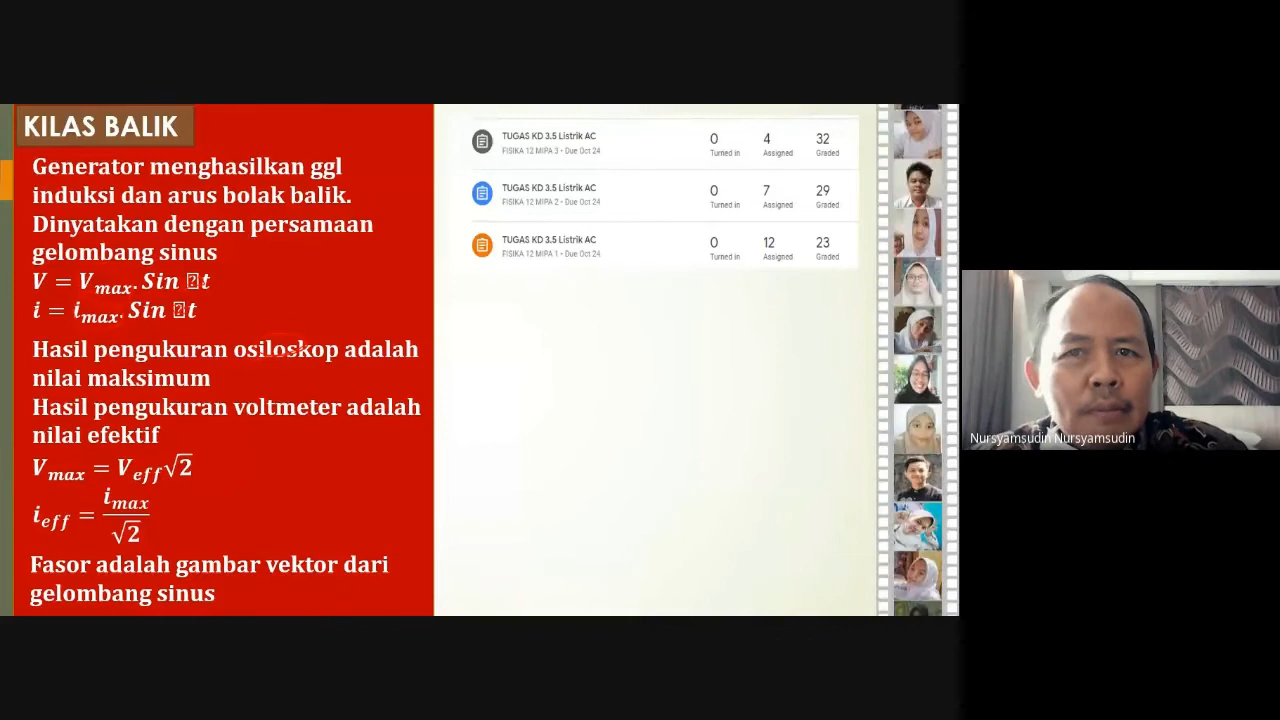 KILAS BALIK
Generator menghasilkan ggl
induksi dan arus bolak balik.
Dinyatakan dengan persamaan
gelombang sinus
V = Vmax. Sin �t
i = imax. Sin �t
Hasil pengukuran osiloskop adalah
nilai maksimum
Hasil pengukuran voltmeter adalah
nilai efektif
Vmax = Veff√2
ieff = imax/√2
Fasor adalah gambar vektor dari
gelombang sinus
TUGAS KD 3.5 Listrik AC 0 4 32
FISIKA 12 MIPA 3 • Due Oct 24 Turned in Assigned Graded
TUGAS KD 3.5 Listrik AC 0 7 29
FISIKA 12 MIPA 2 • Due Oct 24 Turned in Assigned Graded
TUGAS KD 3.5 Listrik AC 0 12 23
FISIKA 12 MIPA 1 • Due Oct 24 Turned in Assigned Graded
Nursyamsudin Nursyamsudin